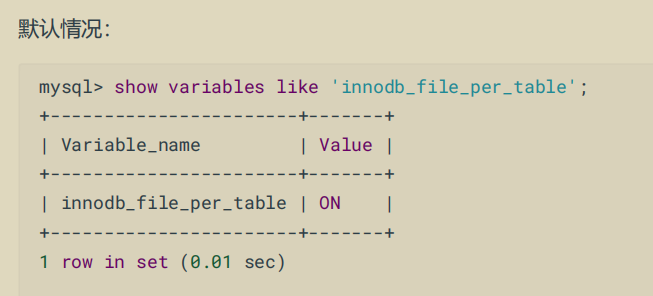 默认情况：
mysql> show variables like 'innodb_file_per_table';
+-----------------------+-------+
| Variable_name         | Value |
+-----------------------+-------+
| innodb_file_per_table | ON    |
+-----------------------+-------+
1 row in set (0.01 sec)